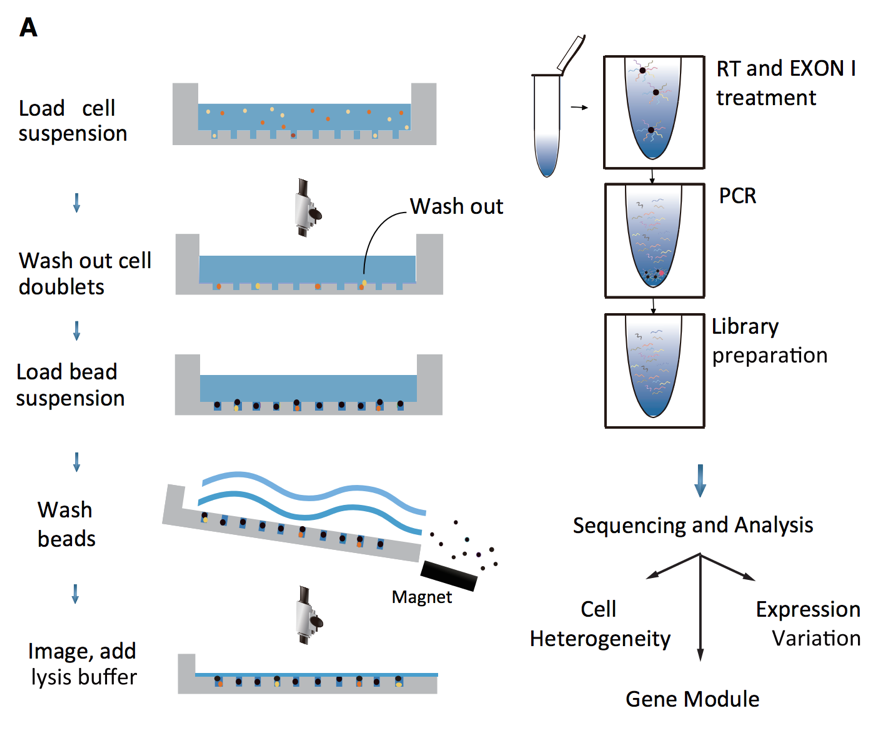 A
Load cell
suspension
Wash out
Wash out cell
doublets
Load bead
suspension
Wash
beads
Magnet
Image, add
lysis buffer
RT and EXON I
treatment
PCR
Library
preparation
Sequencing and Analysis
Cell
Heterogeneity
Expression
Variation
Gene Module